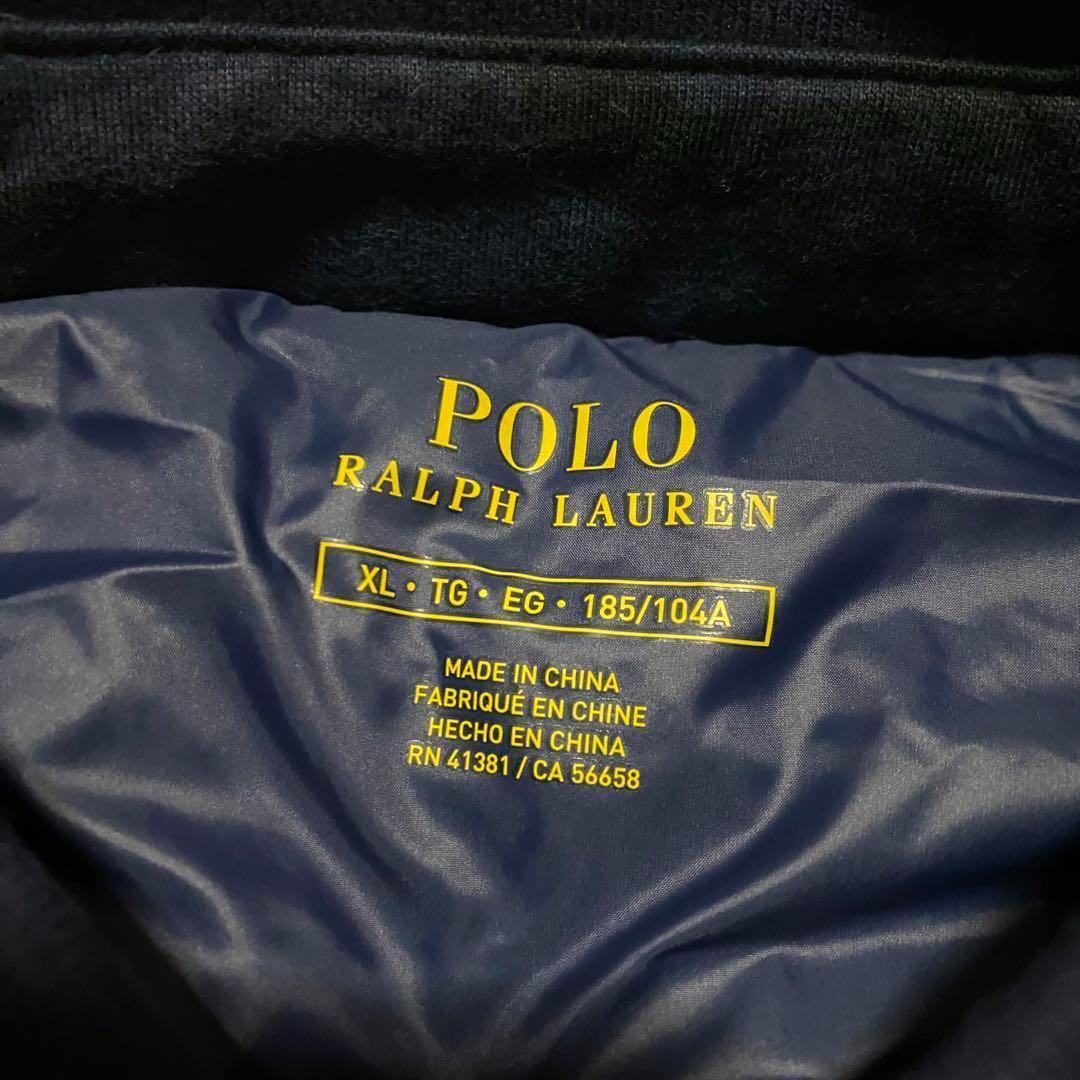 POLO
RALPH LAUREN
XL • TG • EG • 185/104A
MADE IN CHINA
FABRIQUÉ EN CHINE
HECHO EN CHINA
RN 41381 / CA 56658